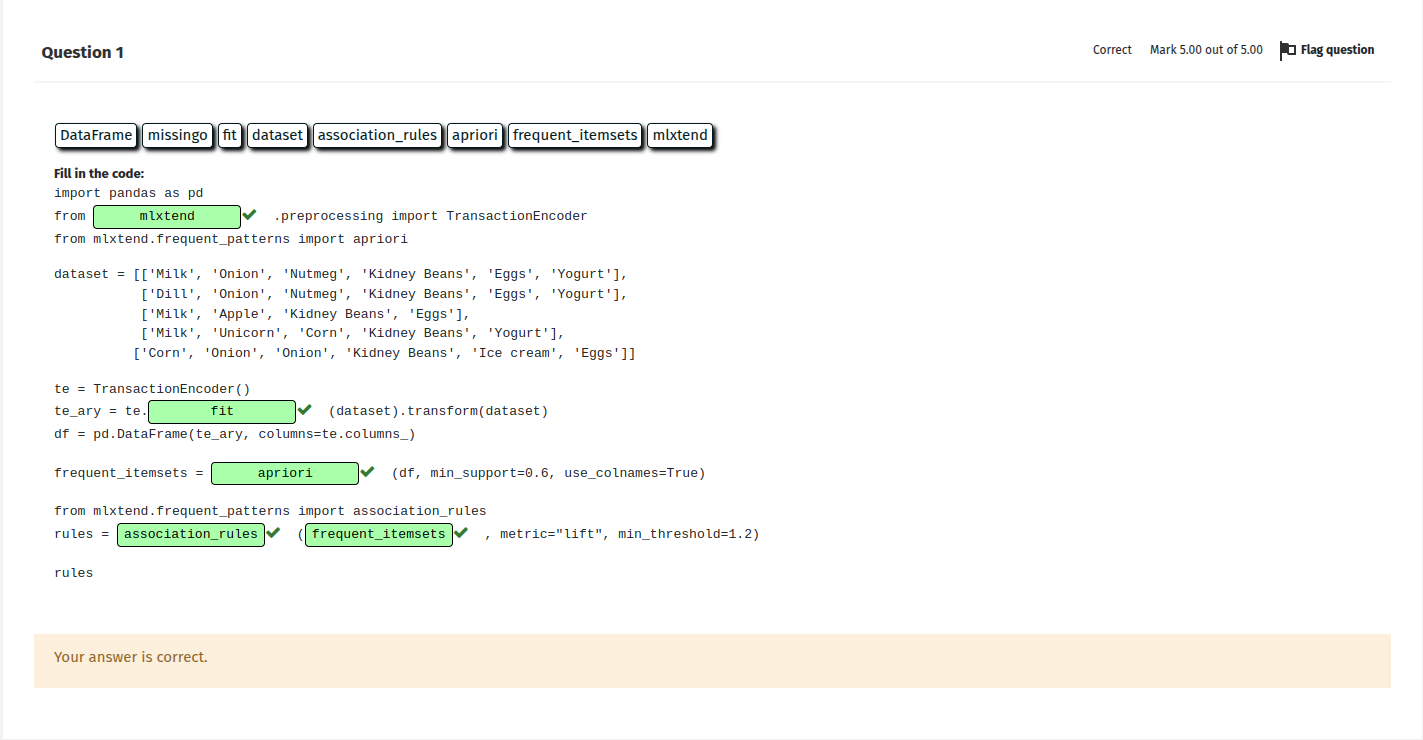 Question 1
Correct Mark 5.00 out of 5.00 Flag question
DataFrame missingo fit dataset association_rules apriori frequent_itemsets mlxtend
Fill in the code:
import pandas as pd
from mlxtend .preprocessing import TransactionEncoder
from mlxtend.frequent_patterns import apriori
dataset = [['Milk', 'Onion', 'Nutmeg', 'Kidney Beans', 'Eggs', 'Yogurt'],
['Dill', 'Onion', 'Nutmeg', 'Kidney Beans', 'Eggs', 'Yogurt'],
['Milk', 'Apple', 'Kidney Beans', 'Eggs'],
['Milk', 'Unicorn', 'Corn', 'Kidney Beans', 'Yogurt'],
['Corn', 'Onion', 'Onion', 'Kidney Beans', 'Ice cream', 'Eggs']]
te = TransactionEncoder()
te_ary = te. fit (dataset).transform(dataset)
df = pd.DataFrame(te_ary, columns=te.columns_)
frequent_itemsets = apriori (df, min_support=0.6, use_colnames=True)
from mlxtend.frequent_patterns import association_rules
rules = association_rules ( frequent_itemsets , metric="lift", min_threshold=1.2)
rules
Your answer is correct.